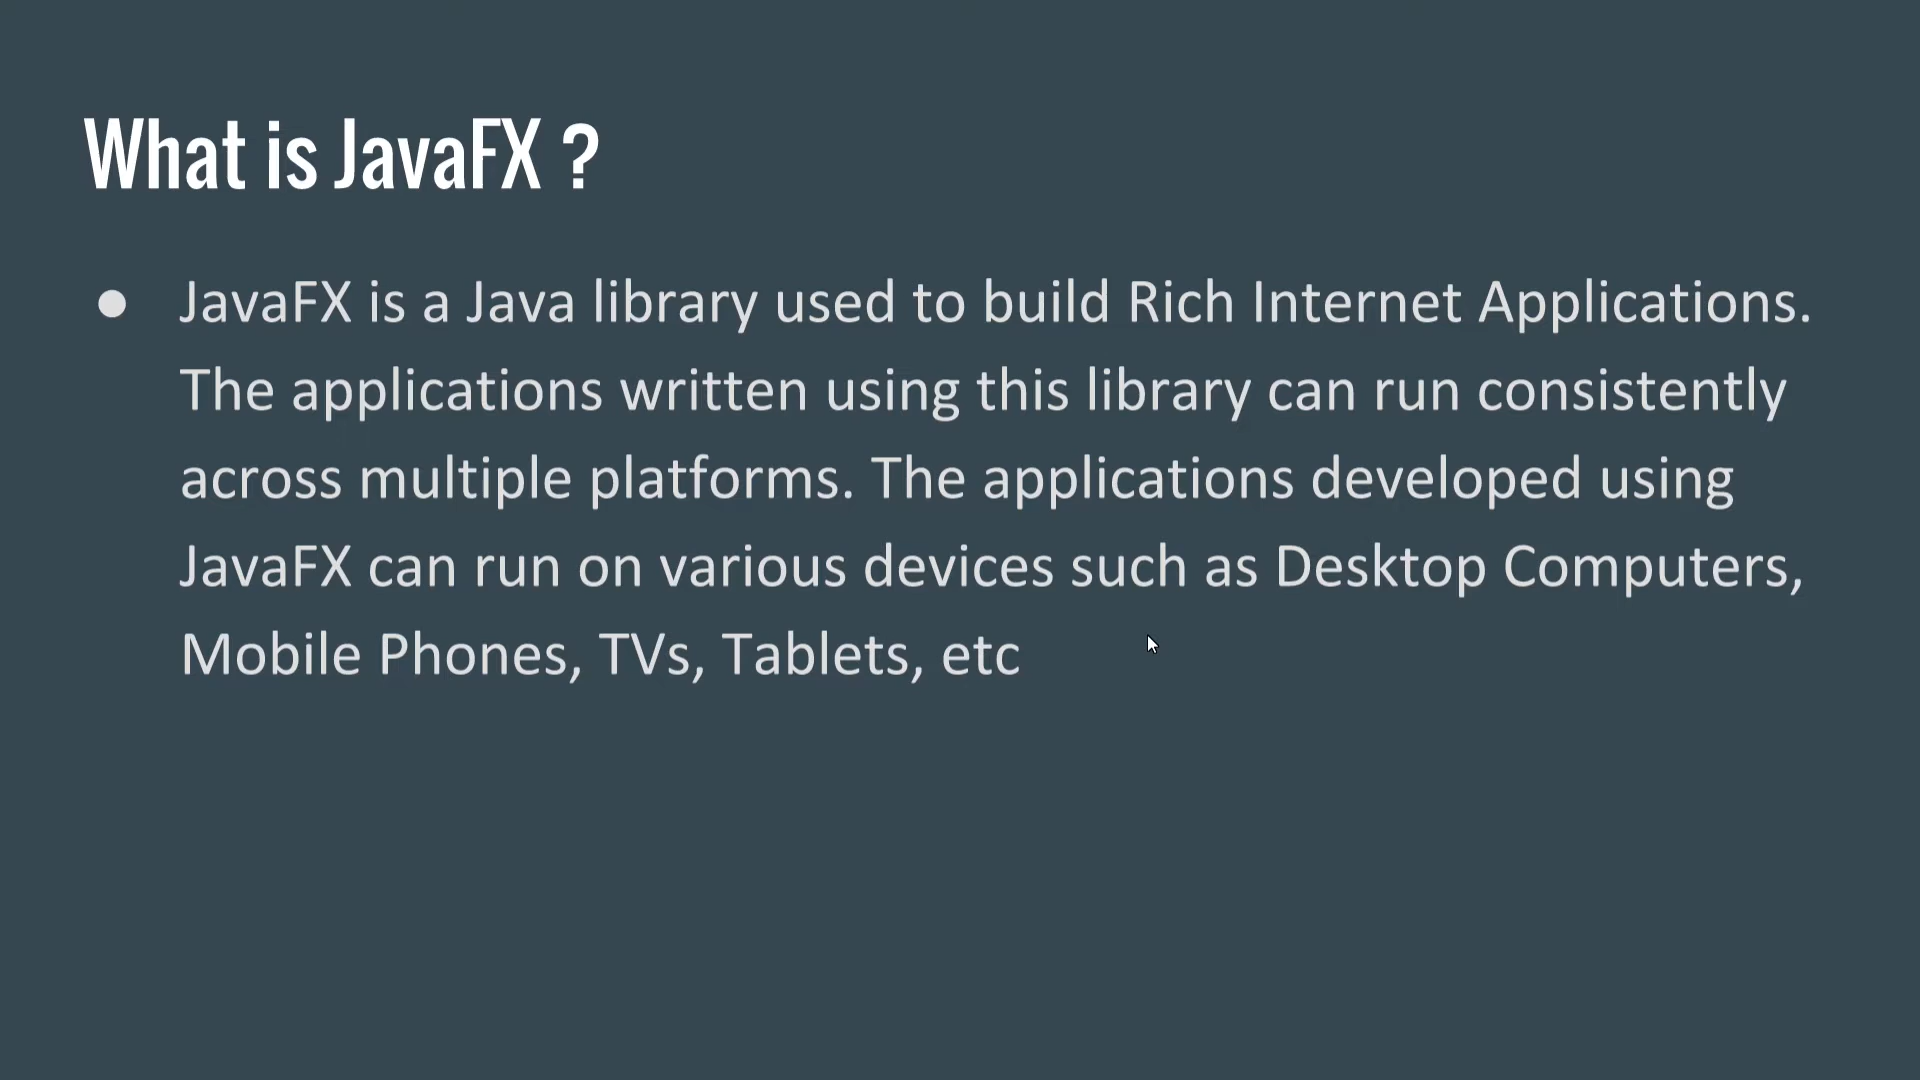 What is JavaFX ?
● JavaFX is a Java library used to build Rich Internet Applications.
The applications written using this library can run consistently
across multiple platforms. The applications developed using
JavaFX can run on various devices such as Desktop Computers,
Mobile Phones, TVs, Tablets, etc